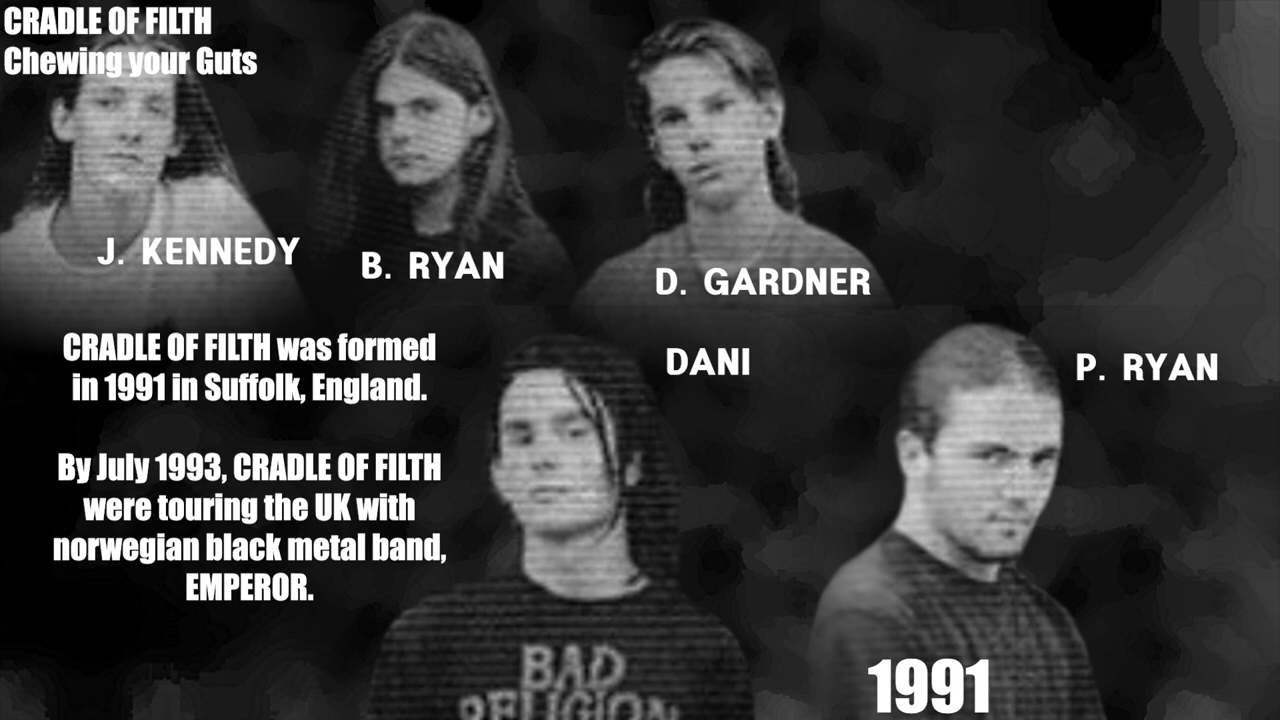 CRADLE OF FILTH
Chewing your Guts
J. KENNEDY
B. RYAN
D. GARDNER
CRADLE OF FILTH was formed
in 1991 in Suffolk, England.
DANI
P. RYAN
By July 1993, CRADLE OF FILTH
were touring the UK with
norwegian black metal band,
EMPEROR.
BAD
RELIGION
1991